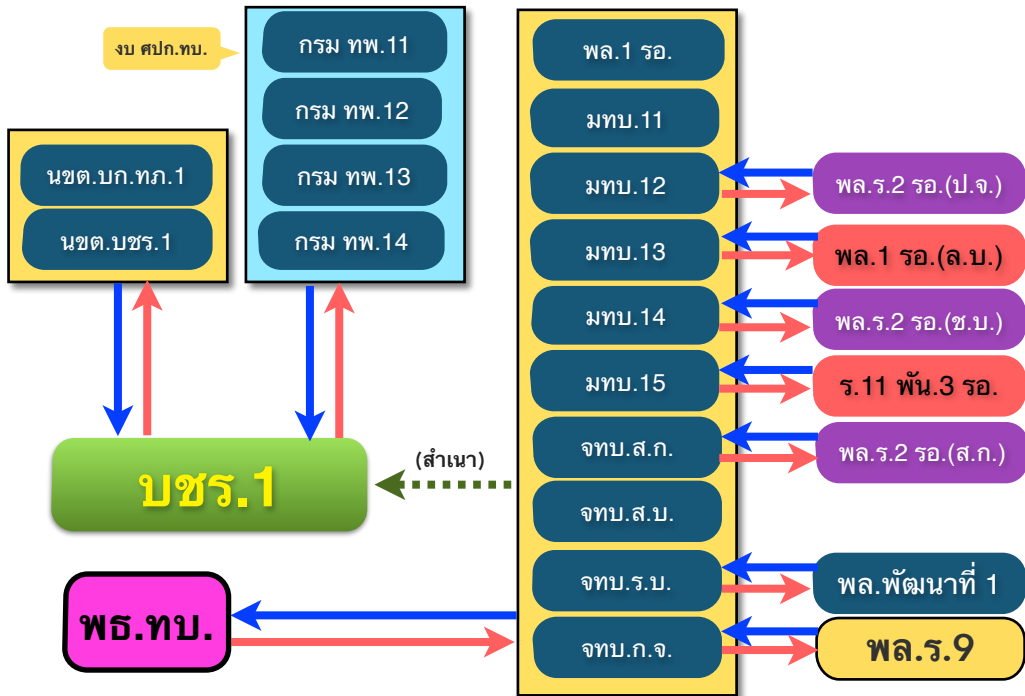 งบ ศปก.ทบ.
กรม ทพ.11
กรม ทพ.12
กรม ทพ.13
กรม ทพ.14
นขต.บก.ทภ.1
นขต.บชร.1
บชร.1
(สำเนา)
พธ.ทบ.
พล.1 รอ.
มทบ.11
มทบ.12
มทบ.13
มทบ.14
มทบ.15
จทบ.ส.ก.
จทบ.ส.บ.
จทบ.ร.บ.
จทบ.ก.จ.
พล.ร.2 รอ.(ป.จ.)
พล.1 รอ.(ล.บ.)
พล.ร.2 รอ.(ช.บ.)
ร.11 พัน.3 รอ.
พล.ร.2 รอ.(ส.ก.)
พล.พัฒนาที่ 1
พล.ร.9